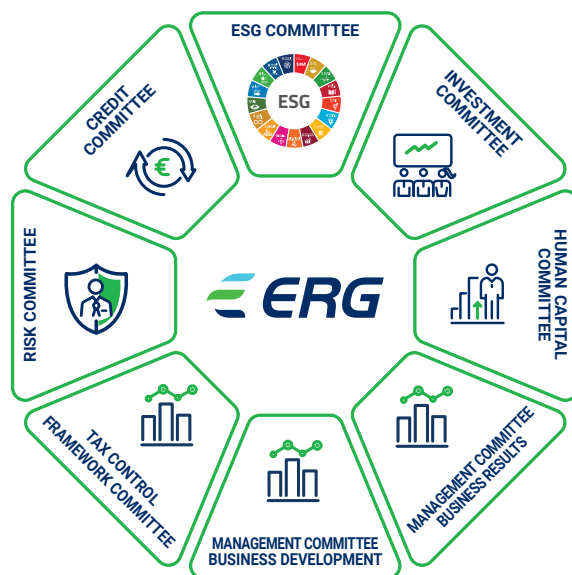 ESG COMMITTEE
ESG
INVESTMENT
COMMITTEE
HUMAN CAPITAL
COMMITTEE
MANAGEMENT COMMITTEE
BUSINESS RESULTS
MANAGEMENT COMMITTEE
BUSINESS DEVELOPMENT
TAX CONTROL
FRAMEWORK COMMITTEE
RISK COMMITTEE
CREDIT
COMMITTEE
€
ERG